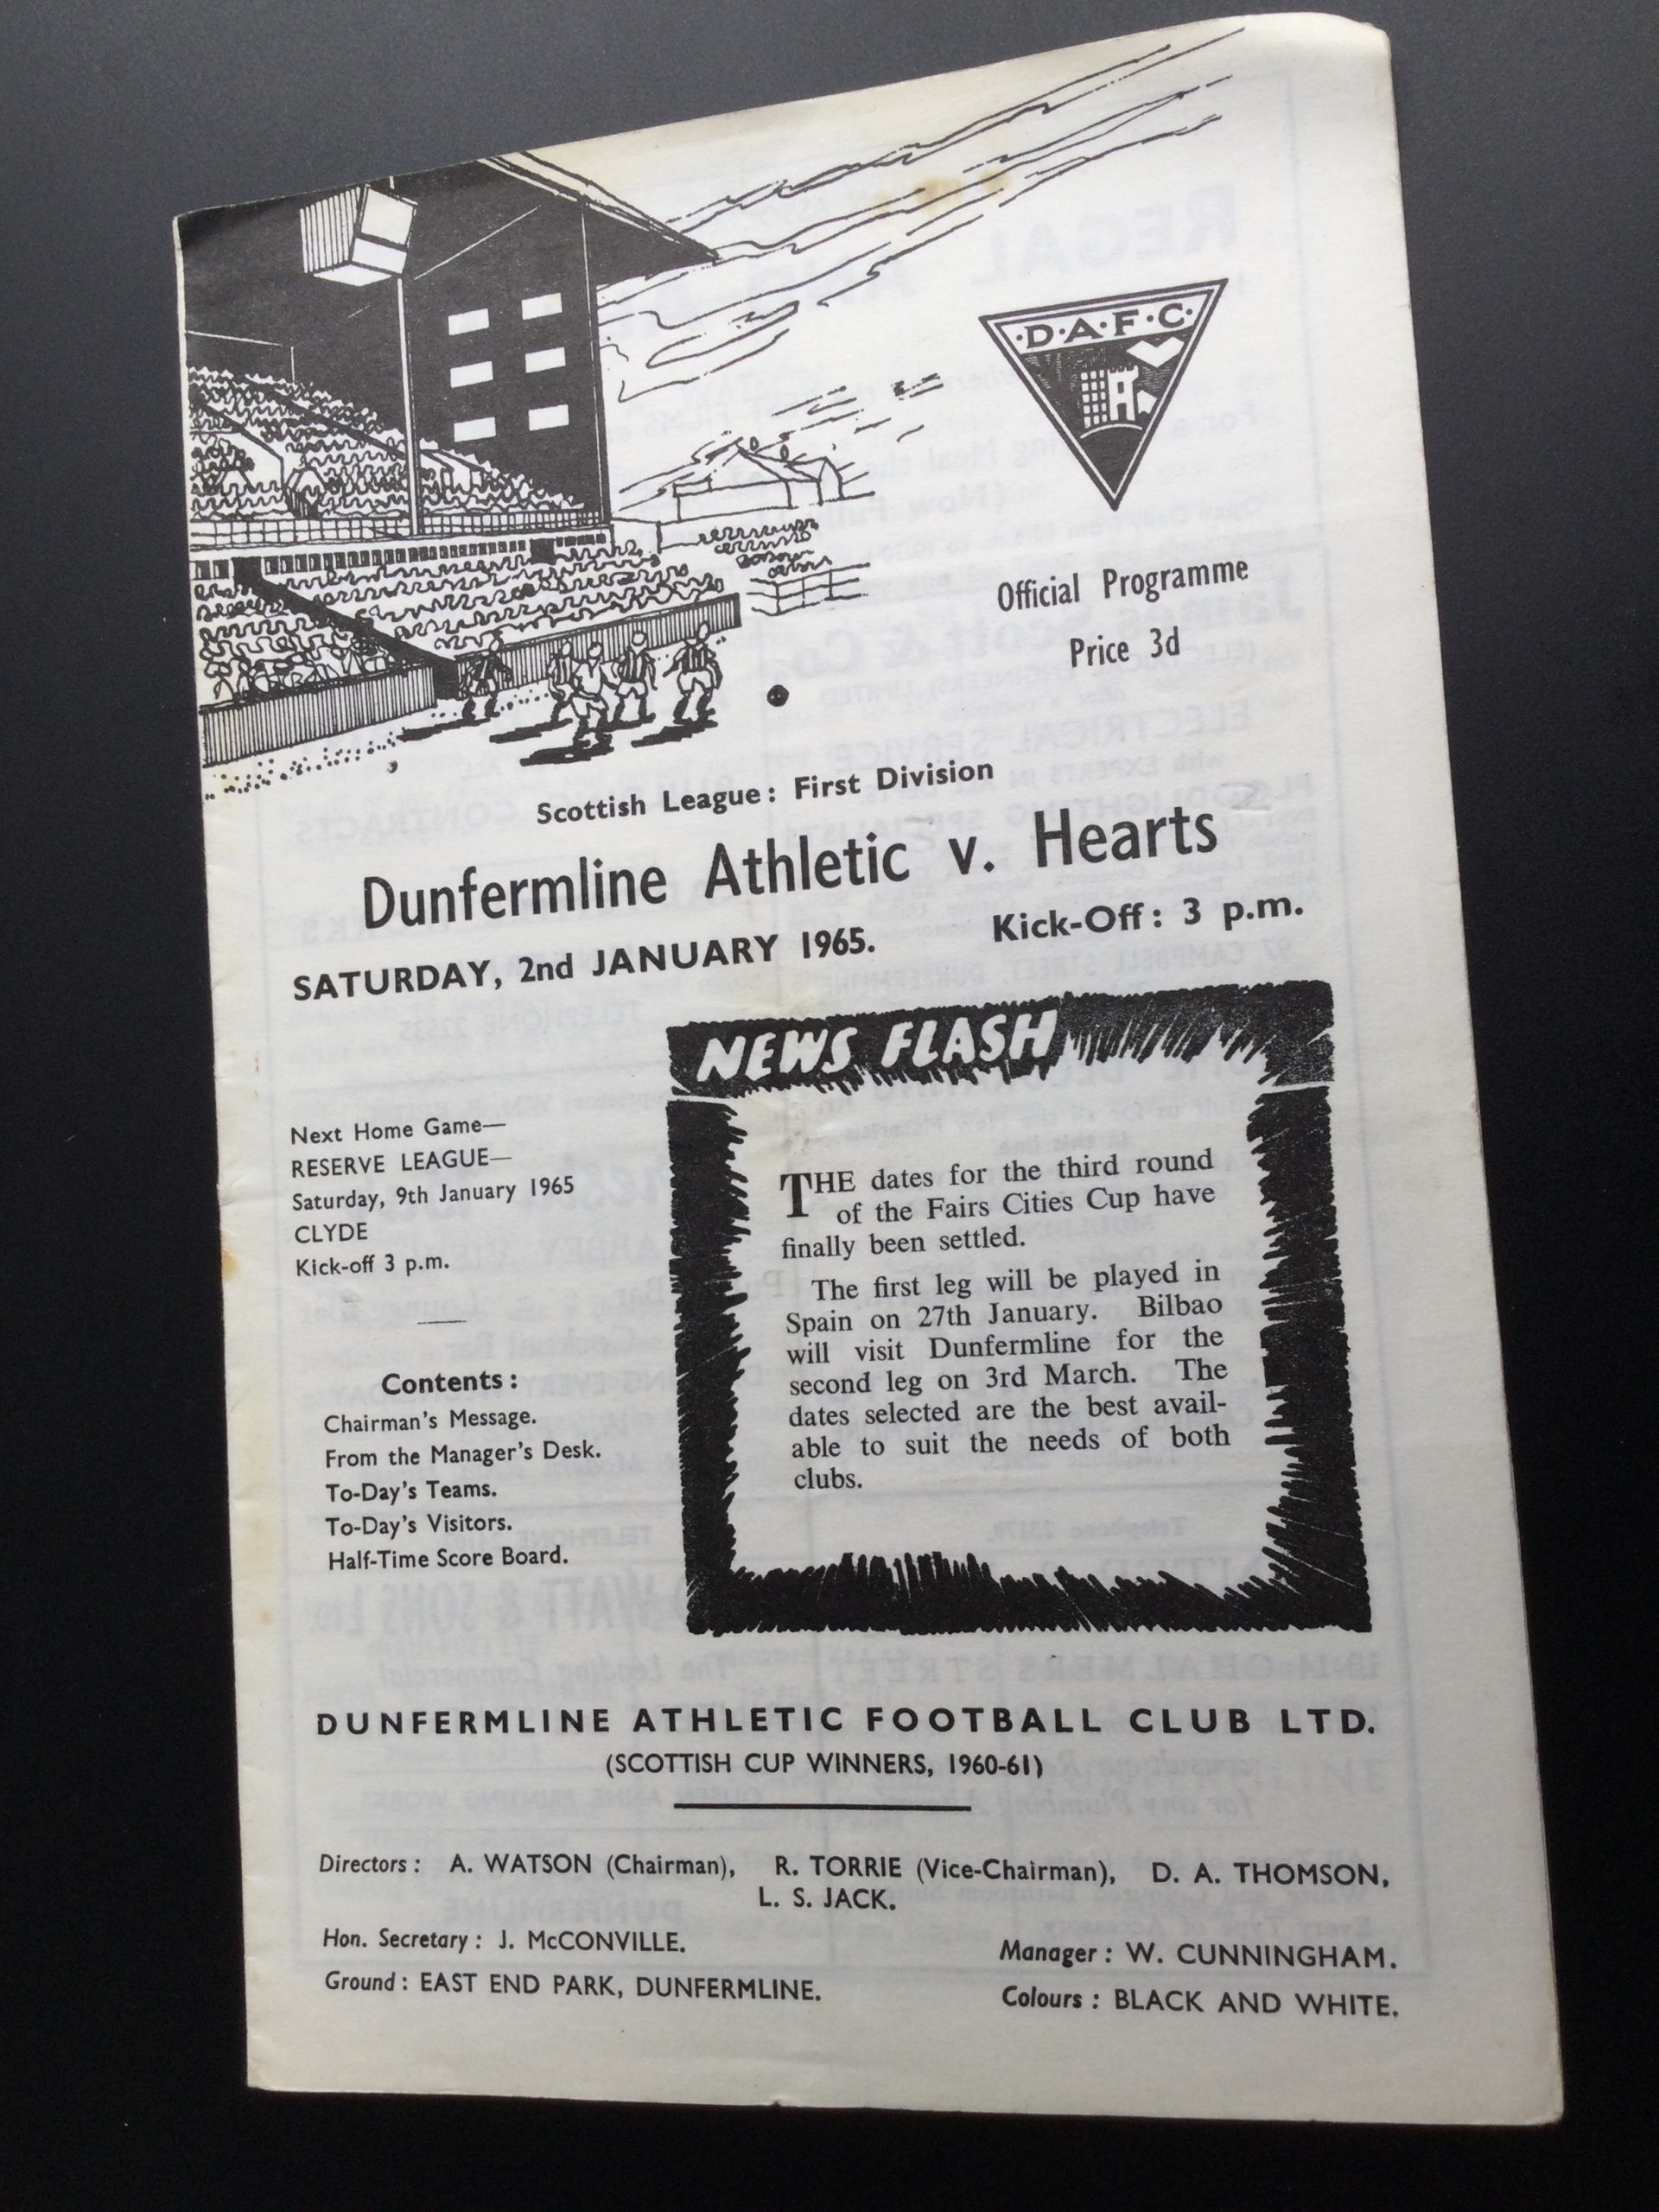 ·D·A·F·C·
Official Programme
Price 3d
Scottish League: First Division
Dunfermline Athletic v. Hearts
SATURDAY, 2nd JANUARY 1965.
Kick-Off: 3 p.m.
Next Home Game—
RESERVE LEAGUE—
Saturday, 9th January 1965
CLYDE
Kick-off 3 p.m.
Contents:
Chairman's Message.
From the Manager's Desk.
To-Day's Teams.
To-Day's Visitors.
Half-Time Score Board.
NEWS FLASH
THE dates for the third round
of the Fairs Cities Cup have
finally been settled.
The first leg will be played in
Spain on 27th January. Bilbao
will visit Dunfermline for the
second leg on 3rd March. The
dates selected are the best avail-
able to suit the needs of both
clubs.
DUNFERMLINE ATHLETIC FOOTBALL CLUB LTD.
(SCOTTISH CUP WINNERS, 1960-61)
Directors: A. WATSON (Chairman), R. TORRIE (Vice-Chairman), D. A. THOMSON,
L. S. JACK.
Hon. Secretary: J. McCONVILLE.
Manager: W. CUNNINGHAM.
Ground: EAST END PARK, DUNFERMLINE.
Colours: BLACK AND WHITE.